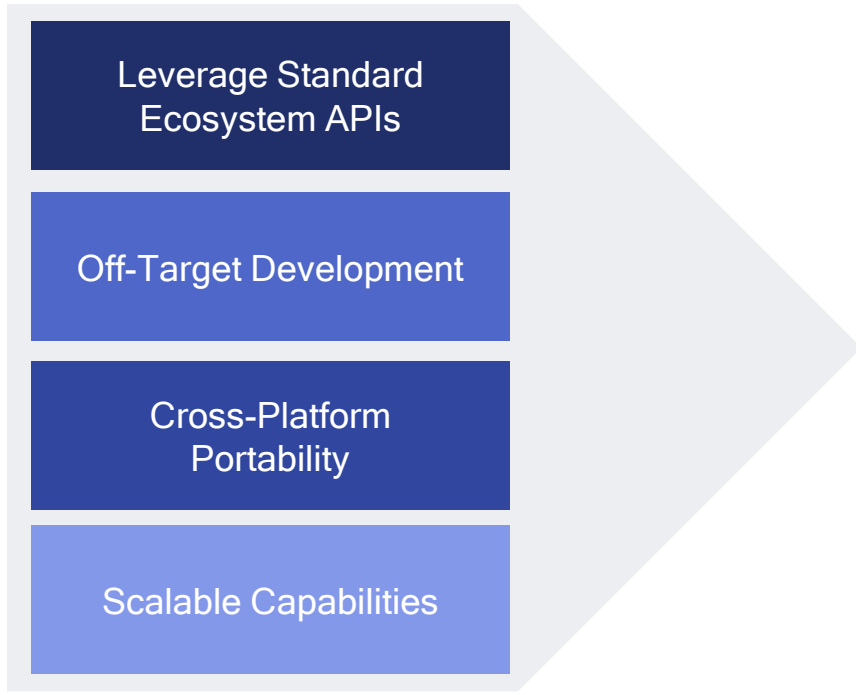 Leverage Standard
Ecosystem APIs
Off-Target Development
Cross-Platform
Portability
Scalable Capabilities